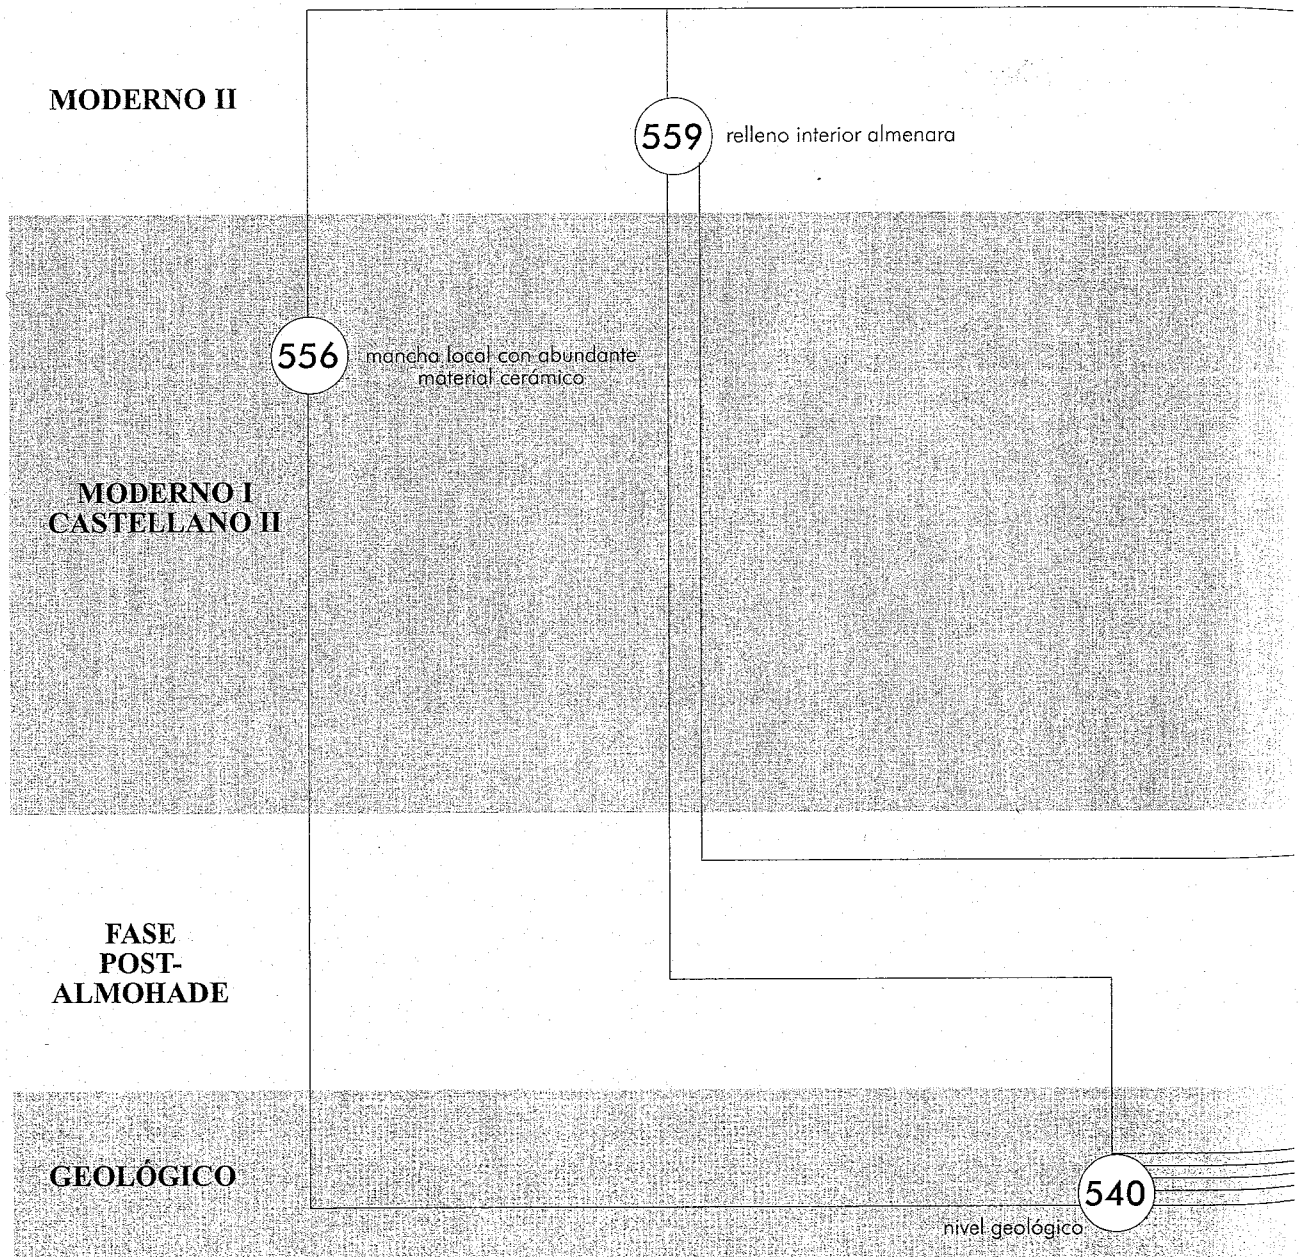 MODERNO II
559 relleno interior almenara
556 mancha local con abundante
material cerámico
MODERNO I
CASTELLANO II
FASE
POST-
ALMOHADE
GEOLÓGICO
540
nivel geológico